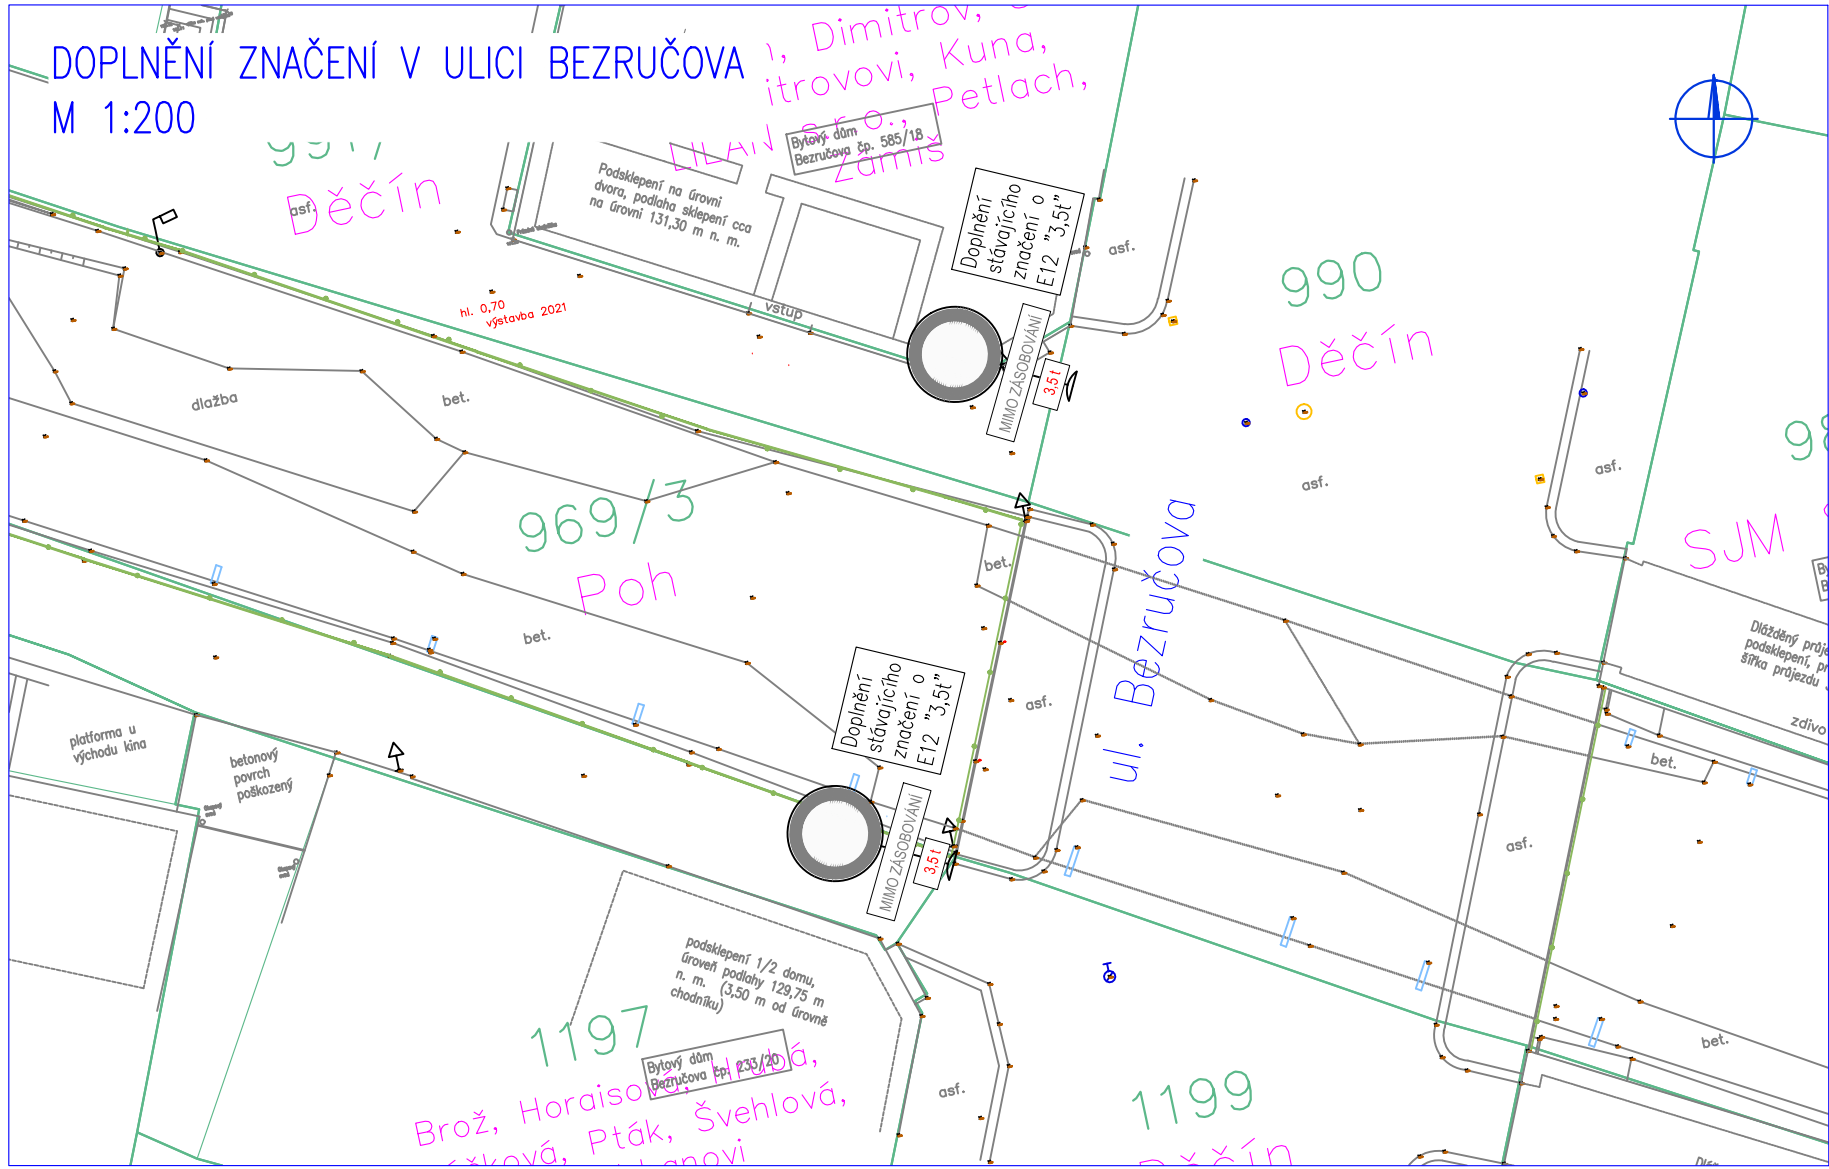 DOPLNĚNÍ ZNAČENÍ V ULICI BEZRUČOVA
M 1:200
Dimitrov,
itrovovi, Kuna,
s.r.o., Petlach,
Zámiš
Bytový dům
Bezručova čp. 585/18
Děčín
asf.
Podsklepení na úrovni
dvora, podlaha sklepení cca
na úrovni 131,30 m n. m.
vstup
hl. 0,70
výstavba 2021
Doplnění
stávajícího
značení o
E12 "3,5t"
MIMO ZÁSOBOVÁNÍ
3,5 t
asf.
990
Děčín
asf.
asf.
98
SJM
dlažba
bet.
969/3
Poh
bet.
bet.
asf.
ul. Bezručova
Dlážděný průje
podsklepení, pr
šířka průjezdu
zdivo
bet.
Doplnění
stávajícího
značení o
E12 "3,5t"
MIMO ZÁSOBOVÁNÍ
3,5 t
platforma u
východu kina
betonový
povrch
poškozený
asf.
podsklepení 1/2 domu,
úroveň podlahy 129,75 m
n. m. (3,50 m od úrovně
chodníku)
1197
Bytový dům
Bezručova čp. 233/20
Brož, Horaisová, Hrubá,
Pták, Švehlová,
asf.
1199
Děčín
bet.